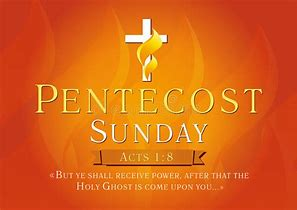 PENTECOST
SUNDAY
ACTS 1:8
«BUT YE SHALL RECEIVE POWER, AFTER THAT THE
HOLY GHOST IS COME UPON YOU...»